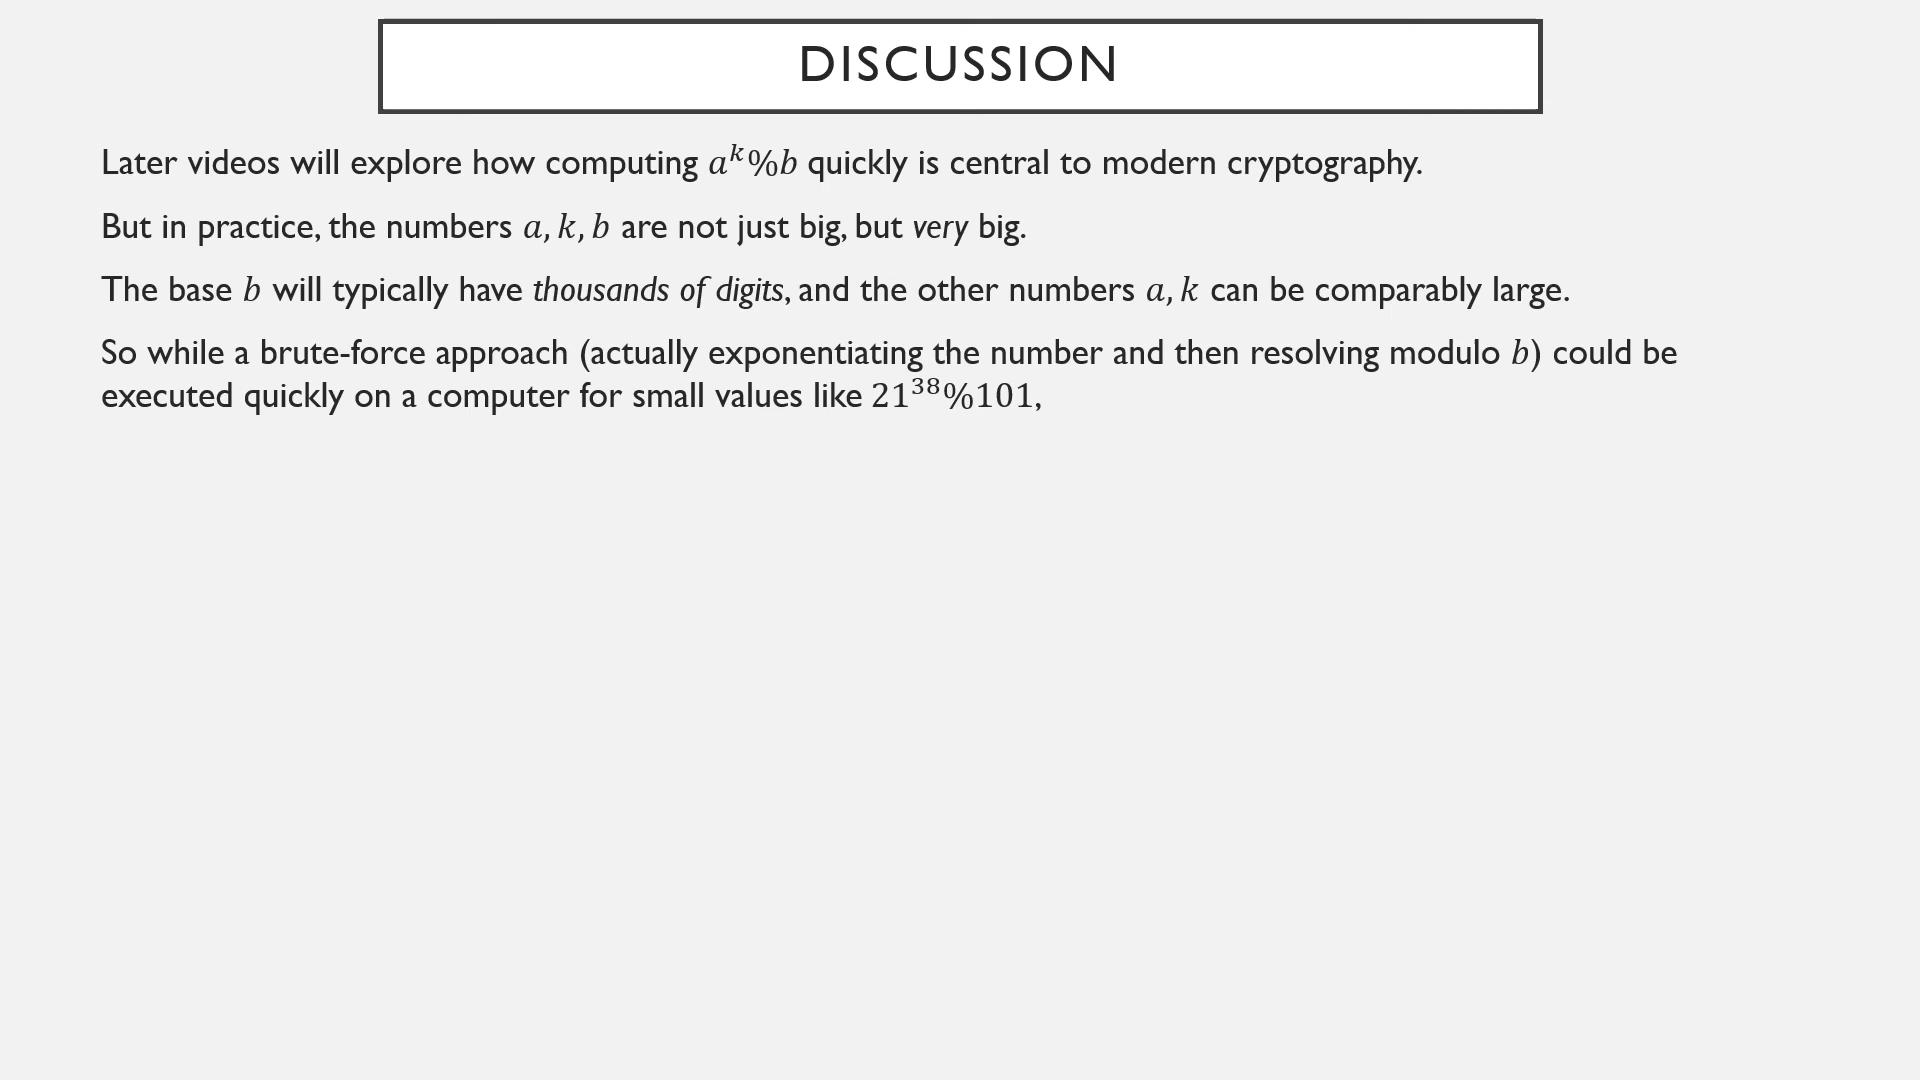 DISCUSSION
Later videos will explore how computing $a^k\%b$ quickly is central to modern cryptography.
But in practice, the numbers $a, k, b$ are not just big, but very big.
The base $b$ will typically have thousands of digits, and the other numbers $a, k$ can be comparably large.
So while a brute-force approach (actually exponentiating the number and then resolving modulo $b$) could be
executed quickly on a computer for small values like $21^{38}\%101$,